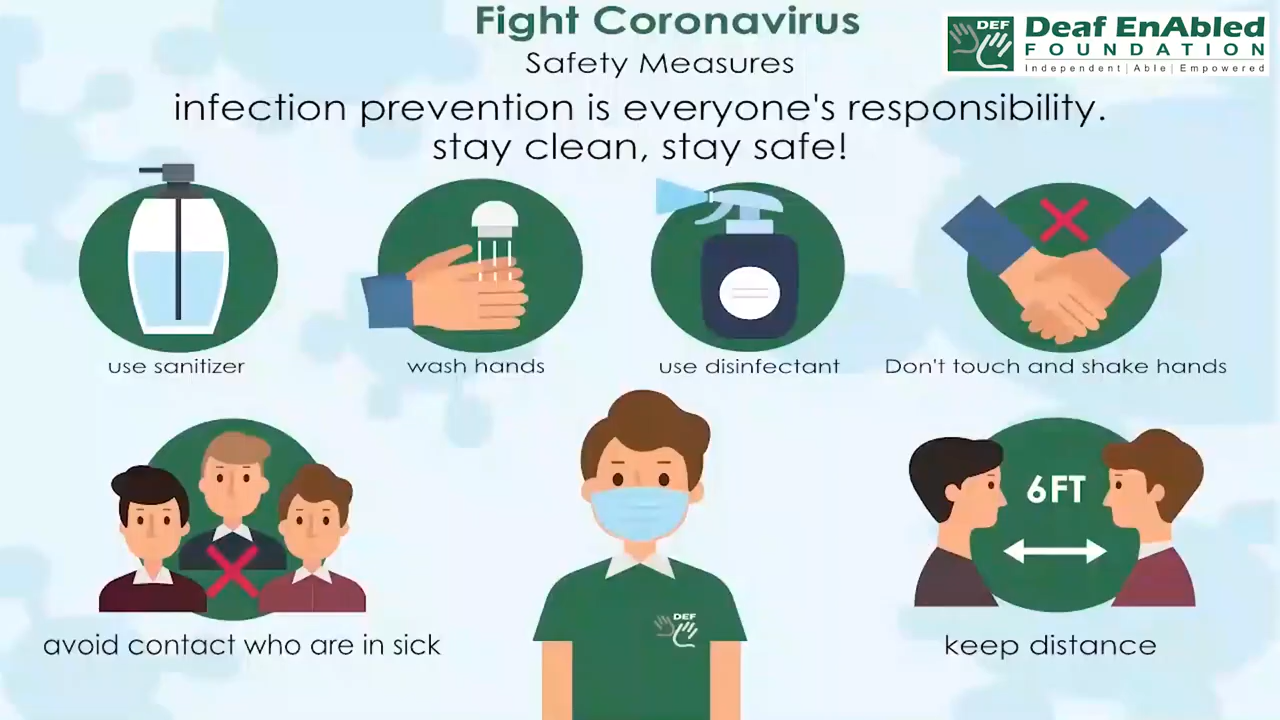 Fight Coronavirus
Safety Measures
DEF
Deaf EnAbled
FOUNDATION
Independent|Able|Empowered
infection prevention is everyone's responsibility.
stay clean, stay safe!
use sanitizer
wash hands
use disinfectant
Don't touch and shake hands
6FT
DEF
avoid contact who are in sick
keep distance